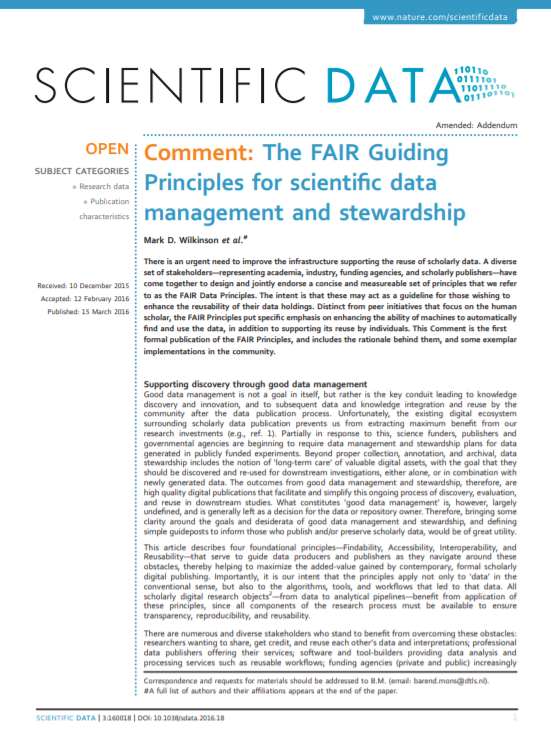 www.nature.com/scientificdata
SCIENTIFIC DATA
110110
0111101
11011110
011101101
Amended: Addendum
OPEN
SUBJECT CATEGORIES
» Research data
» Publication
characteristics
Received: 10 December 2015
Accepted: 12 February 2016
Published: 15 March 2016
Comment: The FAIR Guiding
Principles for scientific data
management and stewardship
Mark D. Wilkinson et al.#
There is an urgent need to improve the infrastructure supporting the reuse of scholarly data. A diverse
set of stakeholders—representing academia, industry, funding agencies, and scholarly publishers—have
come together to design and jointly endorse a concise and measureable set of principles that we refer
to as the FAIR Data Principles. The intent is that these may act as a guideline for those wishing to
enhance the reusability of their data holdings. Distinct from peer initiatives that focus on the human
scholar, the FAIR Principles put specific emphasis on enhancing the ability of machines to automatically
find and use the data, in addition to supporting its reuse by individuals. This Comment is the first
formal publication of the FAIR Principles, and includes the rationale behind them, and some exemplar
implementations in the community.
Supporting discovery through good data management
Good data management is not a goal in itself, but rather is the key conduit leading to knowledge
discovery and innovation, and to subsequent data and knowledge integration and reuse by the
community after the data publication process. Unfortunately, the existing digital ecosystem
surrounding scholarly data publication prevents us from extracting maximum benefit from our
research investments (e.g., ref. 1). Partially in response to this, science funders, publishers and
governmental agencies are beginning to require data management and stewardship plans for data
generated in publicly funded experiments. Beyond proper collection, annotation, and archival, data
stewardship includes the notion of 'long-term care' of valuable digital assets, with the goal that they
should be discovered and re-used for downstream investigations, either alone, or in combination with
newly generated data. The outcomes from good data management and stewardship, therefore, are
high quality digital publications that facilitate and simplify this ongoing process of discovery, evaluation,
and reuse in downstream studies. What constitutes 'good data management' is, however, largely
undefined, and is generally left as a decision for the data or repository owner. Therefore, bringing some
clarity around the goals and desiderata of good data management and stewardship, and defining
simple guideposts to inform those who publish and/or preserve scholarly data, would be of great utility.
This article describes four foundational principles—Findability, Accessibility, Interoperability, and
Reusability—that serve to guide data producers and publishers as they navigate around these
obstacles, thereby helping to maximize the added-value gained by contemporary, formal scholarly
digital publishing. Importantly, it is our intent that the principles apply not only to 'data' in the
conventional sense, but also to the algorithms, tools, and workflows that led to that data. All
scholarly digital research objects²—from data to analytical pipelines—benefit from application of
these principles, since all components of the research process must be available to ensure
transparency, reproducibility, and reusability.
There are numerous and diverse stakeholders who stand to benefit from overcoming these obstacles:
researchers wanting to share, get credit, and reuse each other's data and interpretations; professional
data publishers offering their services; software and tool-builders providing data analysis and
processing services such as reusable workflows; funding agencies (private and public) increasingly
Correspondence and requests for materials should be addressed to B.M. (email: barend.mons@dtls.nl).
#A full list of authors and their affiliations appears at the end of the paper.
SCIENTIFIC DATA | 3:160018 | DOI: 10.1038/sdata.2016.18
1